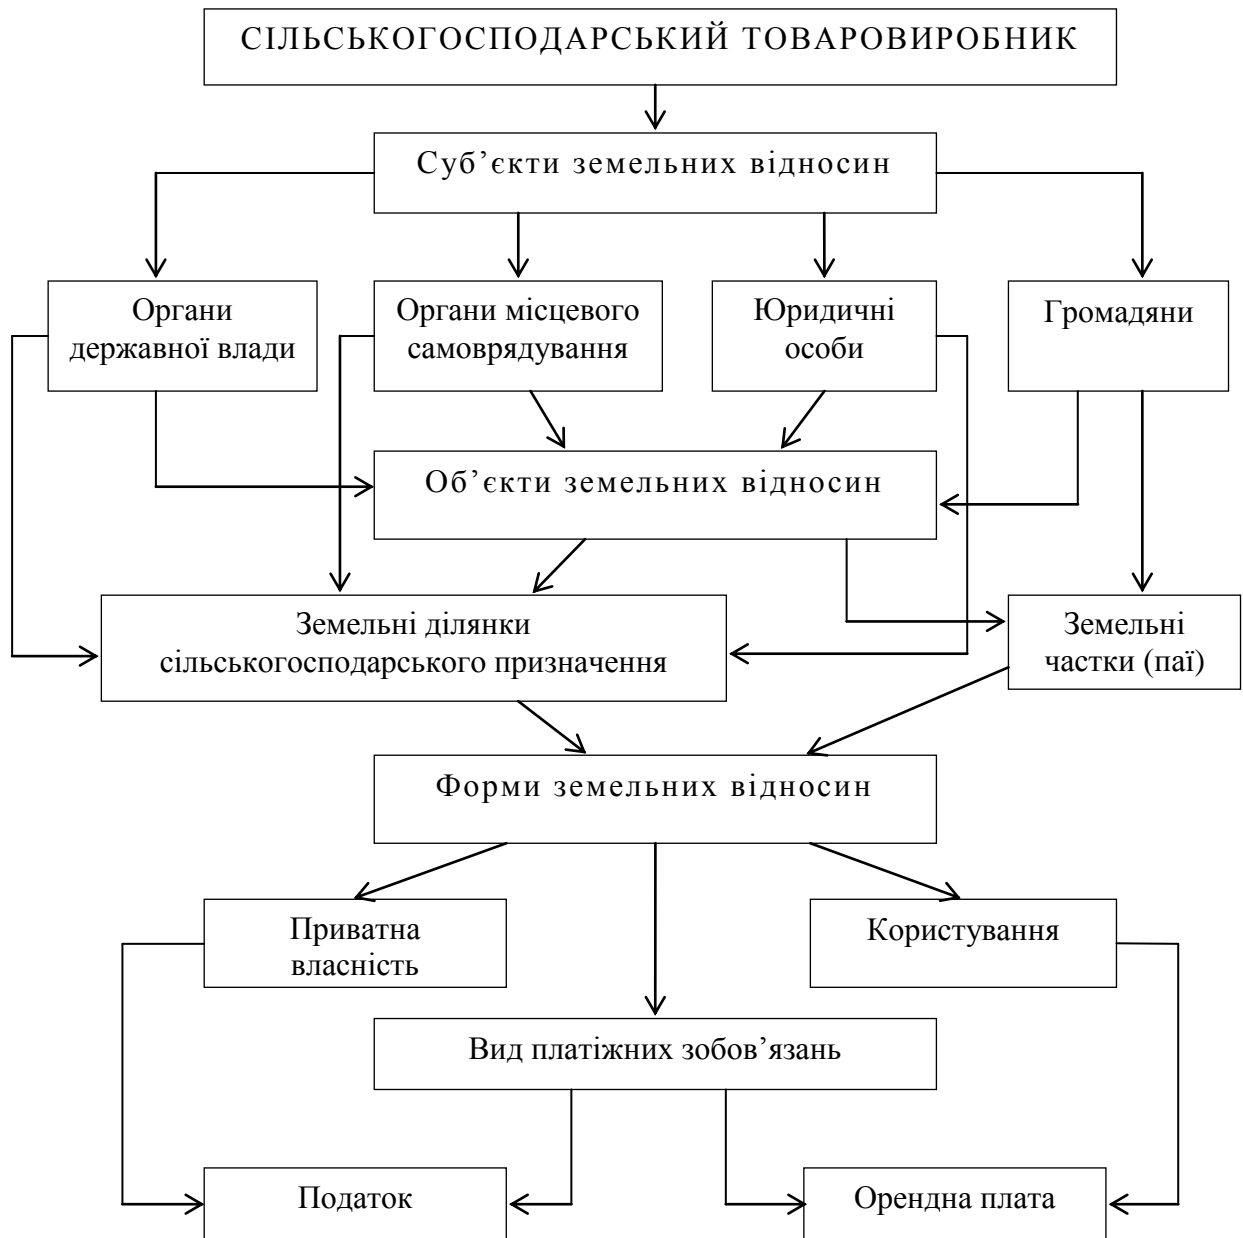 СІЛЬСЬКОГОСПОДАРСЬКИЙ ТОВАРОВИРОБНИК
Суб’єкти земельних відносин
Органи
державної влади
Органи місцевого
самоврядування
Юридичні
особи
Громадяни
Об’єкти земельних відносин
Земельні ділянки
сільськогосподарського призначення
Земельні
частки (паї)
Форми земельних відносин
Приватна
власність
Користування
Вид платіжних зобов’язань
Податок
Орендна плата